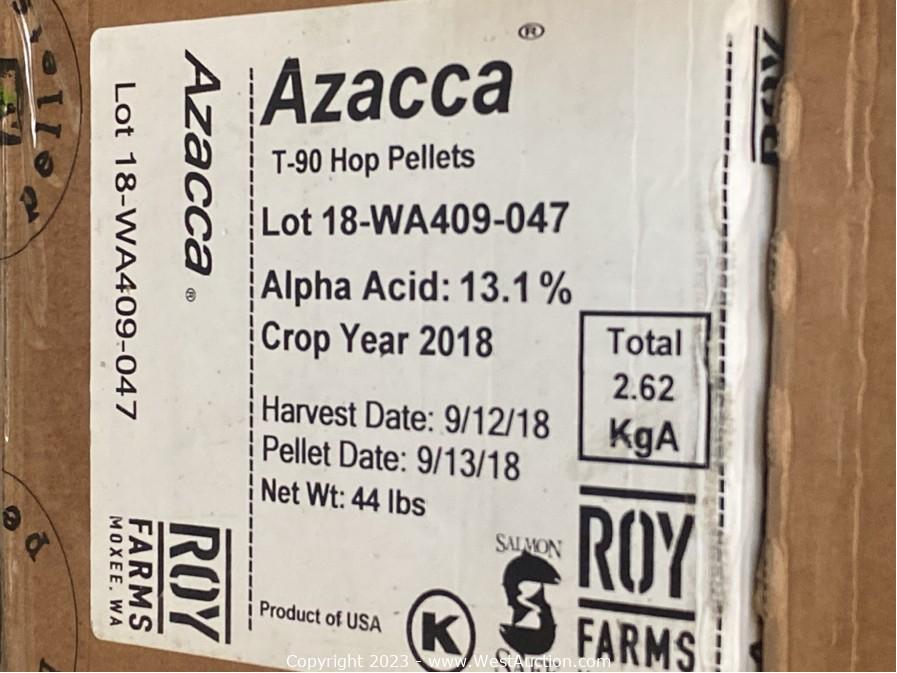 Azacca®
T-90 Hop Pellets
Lot 18-WA409-047
Alpha Acid: 13.1 %
Crop Year 2018
Harvest Date: 9/12/18
Pellet Date: 9/13/18
Net Wt: 44 lbs
Product of USA
K
SALMON
Total
2.62
KgA
ROY
FARMS
Azacca®
Lot 18-WA409-047
ROY
FARMS
MOXEE, WA
ROY
Copyright 2023 - www.WestAuction.com